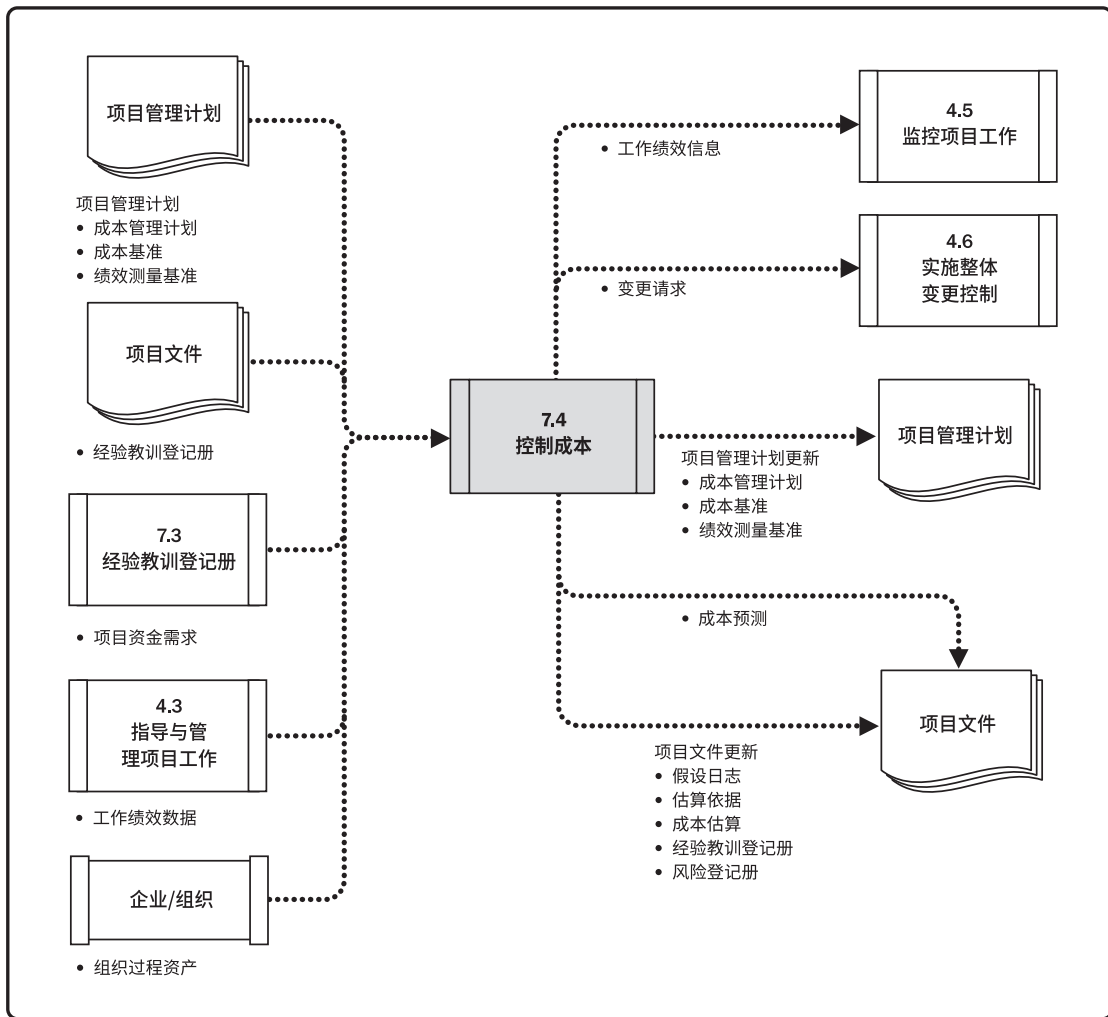 项目管理计划
项目管理计划
• 成本管理计划
• 成本基准
• 绩效测量基准
项目文件
• 经验教训登记册
7.3
经验教训登记册
• 项目资金需求
4.3
指导与管
理项目工作
• 工作绩效数据
企业/组织
• 组织过程资产
7.4
控制成本
• 工作绩效信息
4.5
监控项目工作
• 变更请求
4.6
实施整体
变更控制
项目管理计划
项目管理计划更新
• 成本管理计划
• 成本基准
• 绩效测量基准
• 成本预测
项目文件
项目文件更新
• 假设日志
• 估算依据
• 成本估算
• 经验教训登记册
• 风险登记册